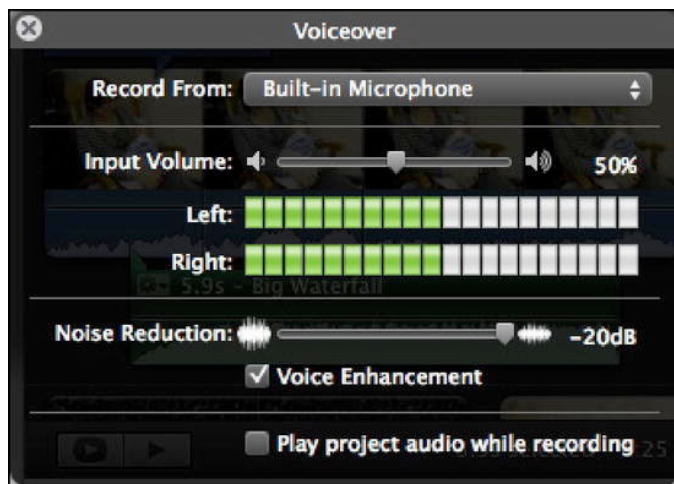 Voiceover
Record From: Built-in Microphone
Input Volume: 50%
Left:
Right:
5.9s - Big Waterfall
Noise Reduction: -20dB
Voice Enhancement
Play project audio while recording